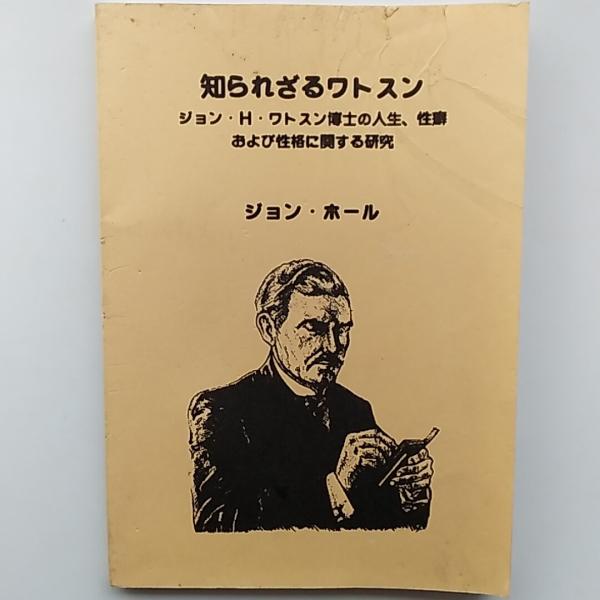 知られざるワトスン
ジョン・H・ワトスン博士の人生、性癖
および性格に関する研究
ジョン・ホール